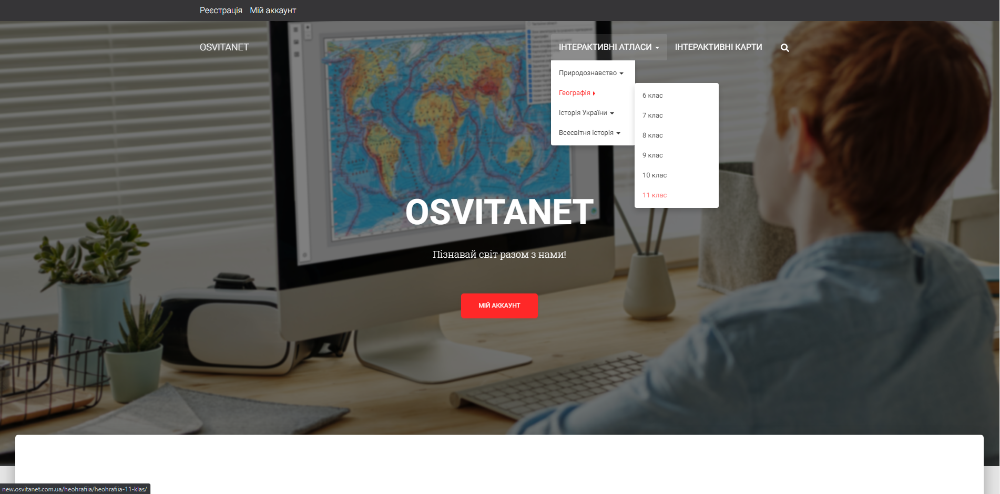 Реєстрація Мій аккаунт
OSVITANET
ІНТЕРАКТИВНІ АТЛАСИ ІНТЕРАКТИВНІ КАРТИ
Природознавство
Географія
Історія України
Всесвітня історія
6 клас
7 клас
8 клас
9 клас
10 клас
11 клас
OSVITANET
Пізнавай світ разом з нами!
МІЙ АККАУНТ
new.osvitanet.com.ua/heohrafiia/heohrafiia-11-klas/